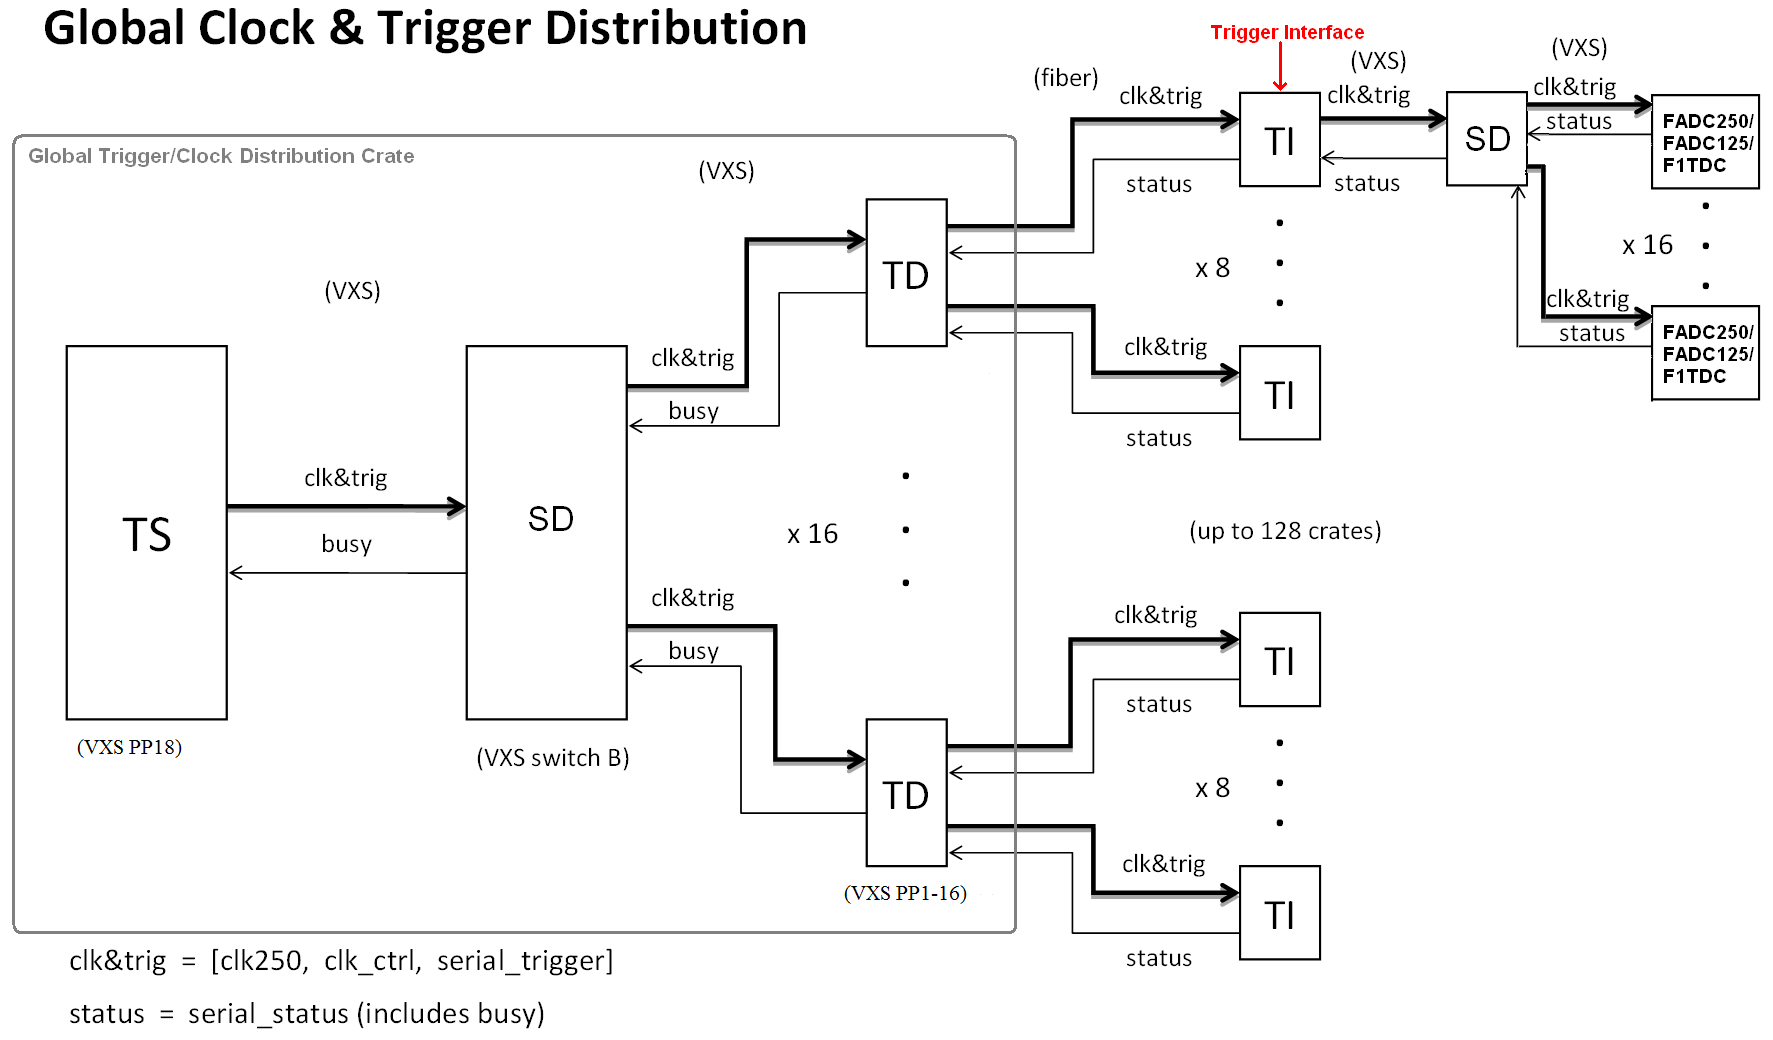 Global Clock & Trigger Distribution
Trigger Interface
(VXS)
(VXS)
(fiber)
clk&trig
clk&trig
clk&trig
TI
SD
status
FADC250/
FADC125/
F1TDC
status
status
Global Trigger/Clock Distribution Crate
(VXS)
TD
x 8
x 16
(VXS)
clk&trig
status
FADC250/
FADC125/
F1TDC
clk&trig
busy
clk&trig
TI
status
clk&trig
busy
TS
SD
x 16
(up to 128 crates)
clk&trig
busy
clk&trig
TI
status
(VXS PP18)
(VXS switch B)
TD
x 8
(VXS PP1-16)
clk&trig
TI
status
clk&trig = [clk250, clk_ctrl, serial_trigger]
status = serial_status (includes busy)